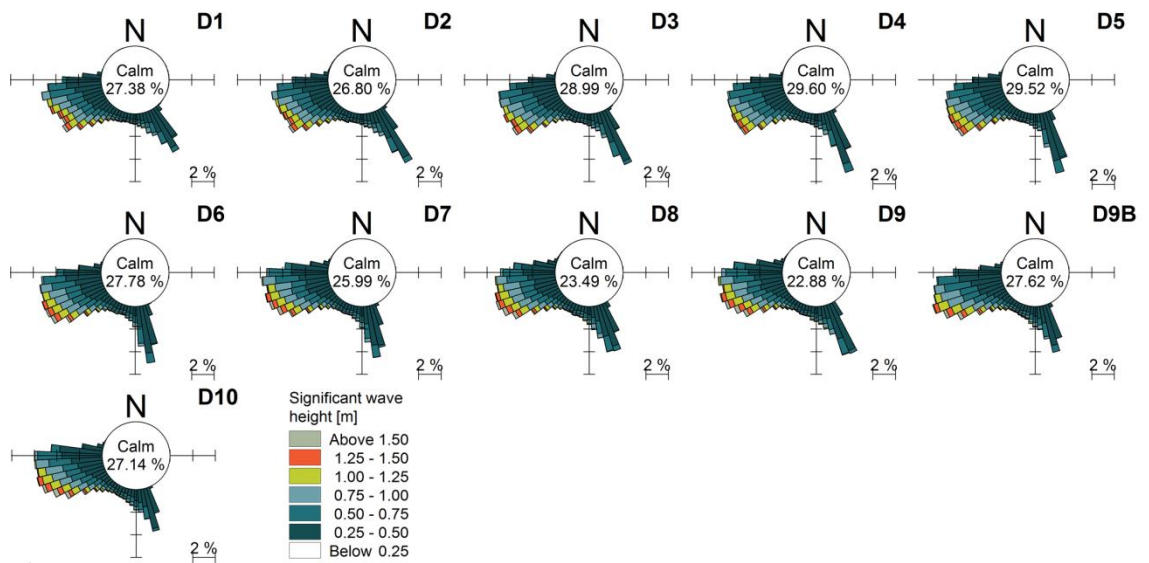 D1
N
Calm
27.38 %
2 %
D2
N
Calm
26.80 %
2 %
D3
N
Calm
28.99 %
2 %
D4
N
Calm
29.60 %
2 %
D5
N
Calm
29.52 %
2 %
D6
N
Calm
27.78 %
2 %
D7
N
Calm
25.99 %
2 %
D8
N
Calm
23.49 %
2 %
D9
N
Calm
22.88 %
2 %
D9B
N
Calm
27.62 %
2 %
D10
N
Calm
27.14 %
2 %
Significant wave
height [m]
Above 1.50
1.25 - 1.50
1.00 - 1.25
0.75 - 1.00
0.50 - 0.75
0.25 - 0.50
Below 0.25